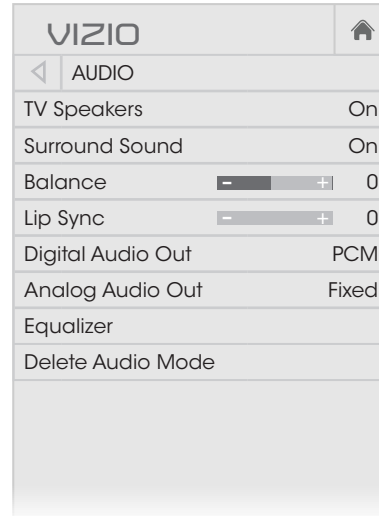 VIZIO
AUDIO
TV Speakers On
Surround Sound On
Balance - + 0
Lip Sync - + 0
Digital Audio Out PCM
Analog Audio Out Fixed
Equalizer
Delete Audio Mode